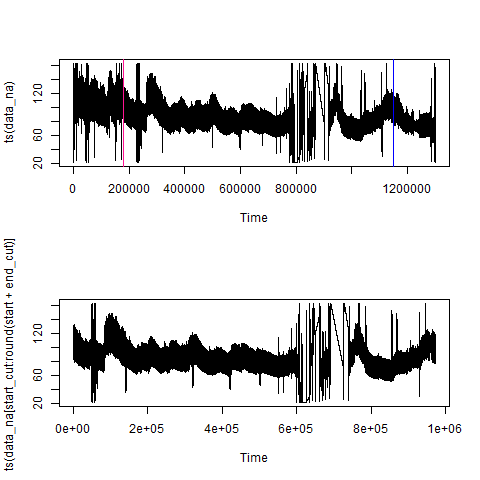 ts(data_na)
120
60
20
0
200000
400000
600000
800000
1200000
Time
ts(data_na[start_cut:round(start + end_cut)]
120
60
20
0e+00
2e+05
4e+05
6e+05
8e+05
1e+06
Time